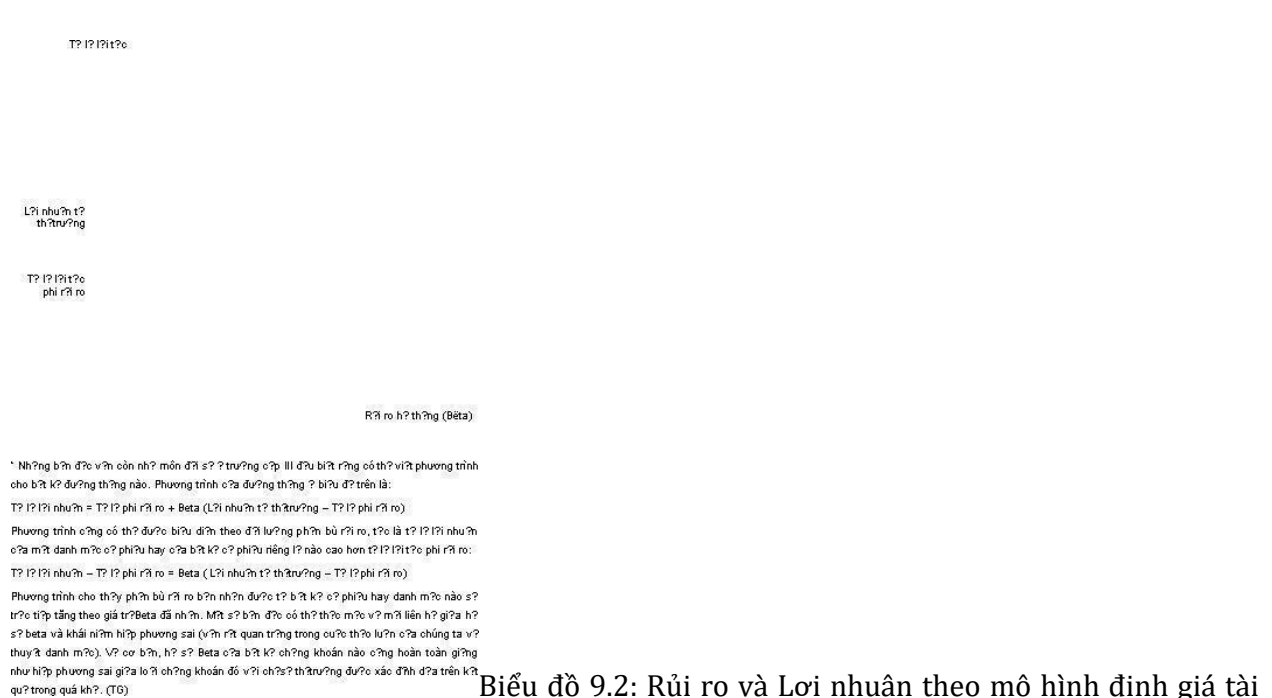 T? l? l?i t?c
L?i nhu?n t?
th?trư?ng
T? l? l?i t?c
phi r?i ro
R?i ro h? th?ng (Bêta)
* Nh?ng b?n đ?c v?n còn nh? môn đ?i s? ? trư?ng c?p III đ?u bi?t r?ng có th? vi?t phương trình
cho b?t k? đư?ng th?ng nào. Phương trình c?a đư?ng th?ng ? bi?u đ? trên là:
T? l? l?i nhu?n = T? l? phi r?i ro + Beta (L?i nhu?n t? th?trư?ng – T? l? phi r?i ro)
Phương trình c?ng có th? đư?c bi?u di?n theo đ?i lư?ng ph?n bù r?i ro, t?c là t? l? l?i nhu?n
c?a m?t danh m?c c? phi?u hay c?a b?t k? c? phi?u riêng l? nào cao hơn t? l? l?i t?c phi r?i ro:
T? l? l?i nhu?n – T? l? phi r?i ro = Beta ( L?i nhu?n t? th?trư?ng – T? l? phi r?i ro)
Phương trình cho th?y ph?n bù r?i ro b?n nh?n đư?c t? b?t k? c? phi?u hay danh m?c nào s?
tr?c ti?p tăng theo giá tr?Beta đã nh?n. M?t s? b?n đ?c có th? th?c m?c v? m?i liên h? gi?a h?
s? beta và khái ni?m hi?p phương sai (v?n r?t quan tr?ng trong cu?c th?o lu?n c?a chúng ta v?
thuy?t danh m?c). V? cơ b?n, h? s? Beta c?a b?t k? ch?ng khoán nào c?ng hoàn toàn gi?ng
như hi?p phương sai gi?a lo?i ch?ng khoán đó v?i ch?s? th?trư?ng đư?c xác đ?nh d?a trên k?t
qu? trong quá kh?. (TG)
Biểu đồ 9.2: Rủi ro và Lợi nhuận theo mô hình định giá tài